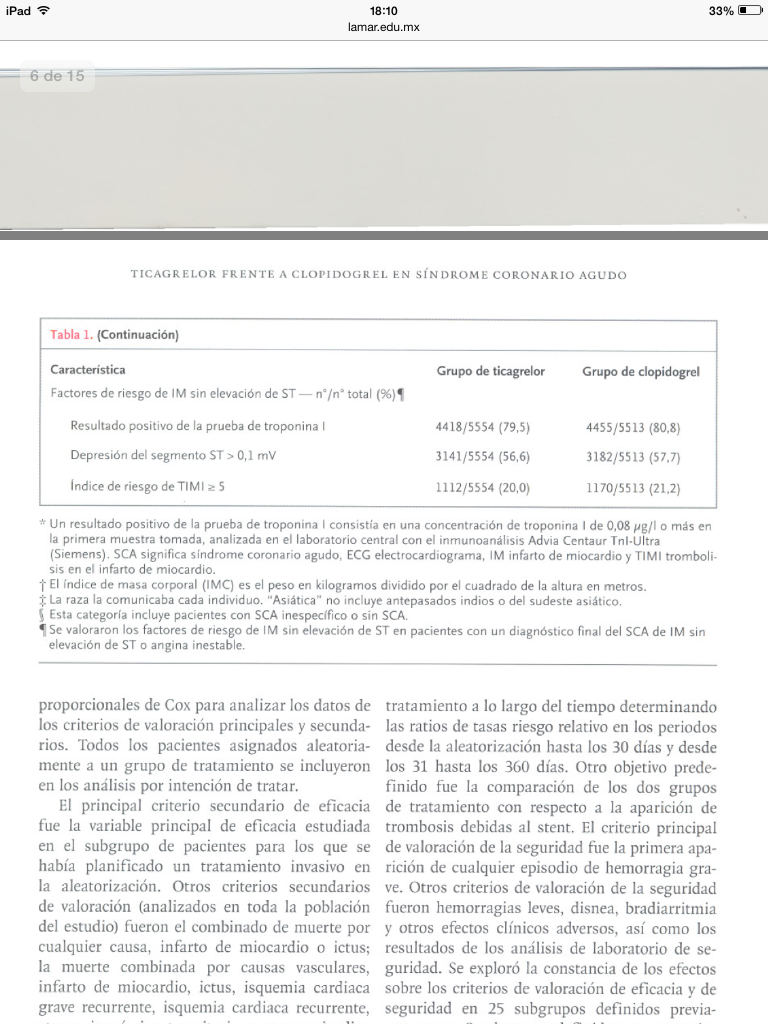 iPad 18:10 33%
lamar.edu.mx
6 de 15
TICAGRELOR FRENTE A CLOPIDOGREL EN SÍNDROME CORONARIO AGUDO
Tabla 1. (Continuación)
Característica Grupo de ticagrelor Grupo de clopidogrel
Factores de riesgo de IM sin elevación de ST — n°/n° total (%)¶
Resultado positivo de la prueba de troponina I 4418/5554 (79,5) 4455/5513 (80,8)
Depresión del segmento ST > 0,1 mV 3141/5554 (56,6) 3182/5513 (57,7)
Índice de riesgo de TIMI ≥ 5 1112/5554 (20,0) 1170/5513 (21,2)
* Un resultado positivo de la prueba de troponina I consistía en una concentración de troponina I de 0,08 µg/l o más en
la primera muestra tomada, analizada en el laboratorio central con el inmunoanálisis Advia Centaur TnI-Ultra
(Siemens). SCA significa síndrome coronario agudo, ECG electrocardiograma, IM infarto de miocardio y TIMI tromboli-
sis en el infarto de miocardio.
† El índice de masa corporal (IMC) es el peso en kilogramos dividido por el cuadrado de la altura en metros.
‡ La raza la comunicaba cada individuo. "Asiática" no incluye antepasados indios o del sudeste asiático.
§ Esta categoría incluye pacientes con SCA inespecífico o sin SCA.
¶ Se valoraron los factores de riesgo de IM sin elevación de ST en pacientes con un diagnóstico final del SCA de IM sin
elevación de ST o angina inestable.
proporcionales de Cox para analizar los datos de
los criterios de valoración principales y secunda-
rios. Todos los pacientes asignados aleatoria-
mente a un grupo de tratamiento se incluyeron
en los análisis por intención de tratar.
El principal criterio secundario de eficacia
fue la variable principal de eficacia estudiada
en el subgrupo de pacientes para los que se
había planificado un tratamiento invasivo en
la aleatorización. Otros criterios secundarios
de valoración (analizados en toda la población
del estudio) fueron el combinado de muerte por
cualquier causa, infarto de miocardio o ictus;
la muerte combinada por causas vasculares,
infarto de miocardio, ictus, isquemia cardiaca
grave recurrente, isquemia cardiaca recurrente,
tratamiento a lo largo del tiempo determinando
las ratios de tasas riesgo relativo en los periodos
desde la aleatorización hasta los 30 días y desde
los 31 hasta los 360 días. Otro objetivo prede-
finido fue la comparación de los dos grupos
de tratamiento con respecto a la aparición de
trombosis debidas al stent. El criterio principal
de valoración de la seguridad fue la primera apa-
rición de cualquier episodio de hemorragia gra-
ve. Otros criterios de valoración de la seguridad
fueron hemorragias leves, disnea, bradiarritmia
y otros efectos clínicos adversos, así como los
resultados de los análisis de laboratorio de se-
guridad. Se exploró la constancia de los efectos
sobre los criterios de valoración de eficacia y de
seguridad en 25 subgrupos definidos previa-